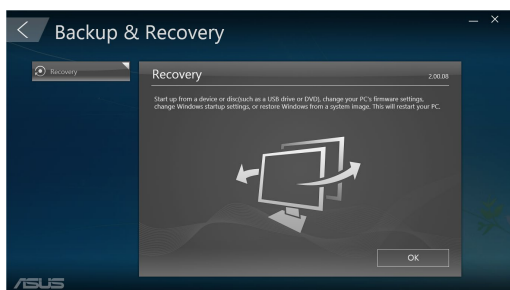 Backup & Recovery
Recovery
Recovery
2.00.08
Start up from a device or disc(such as a USB drive or DVD), change your PC's firmware settings,
change Windows startup settings, or restore Windows from a system image. This will restart your PC.
OK
ASUS